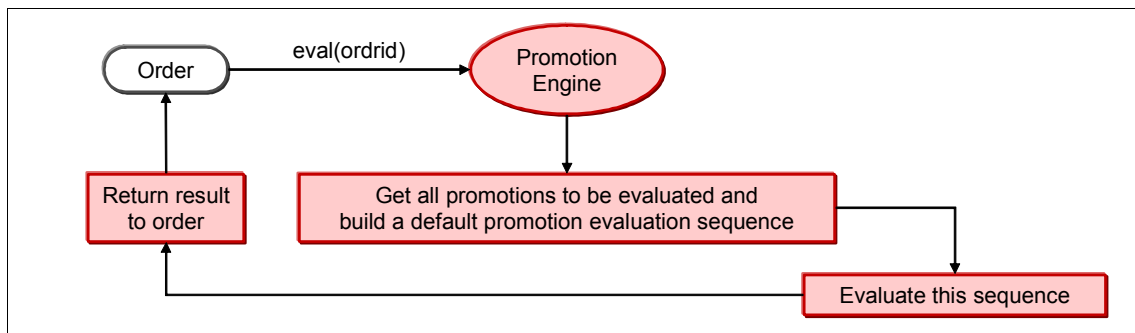 Order
eval(ordrid)
Promotion
Engine
Return result
to order
Get all promotions to be evaluated and
build a default promotion evaluation sequence
Evaluate this sequence